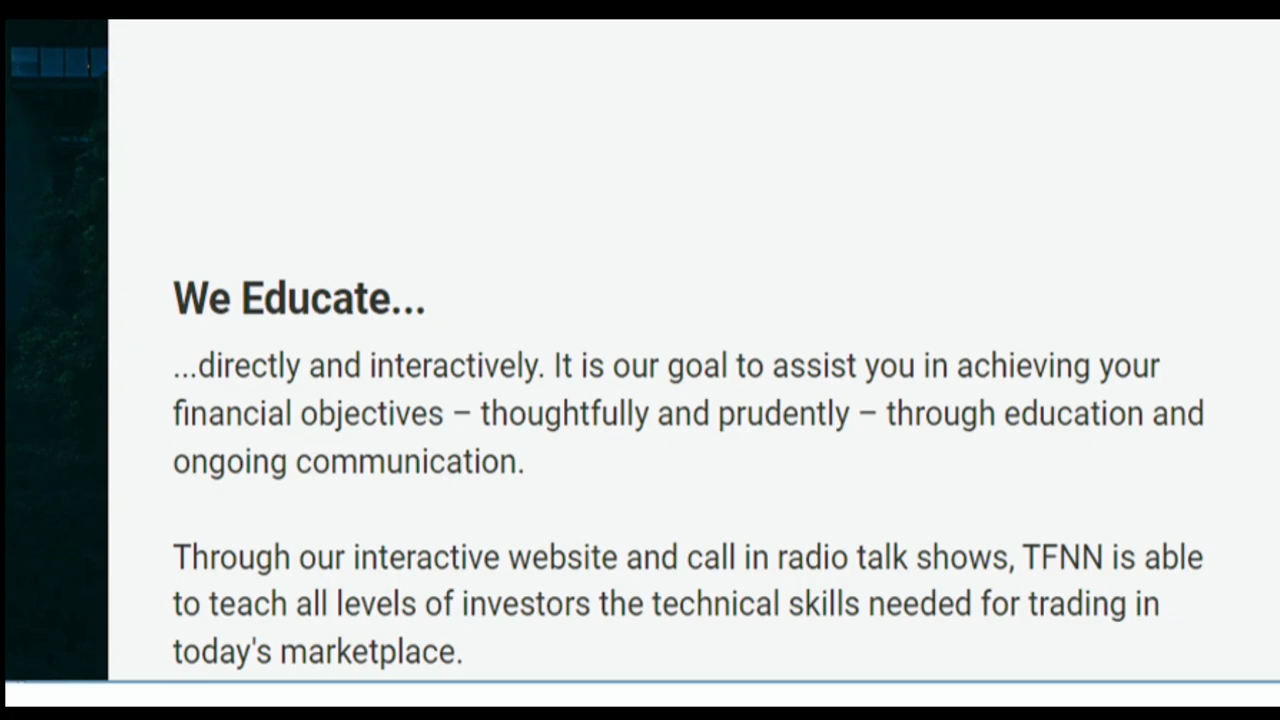 We Educate...
...directly and interactively. It is our goal to assist you in achieving your
financial objectives – thoughtfully and prudently – through education and
ongoing communication.
Through our interactive website and call in radio talk shows, TFNN is able
to teach all levels of investors the technical skills needed for trading in
today's marketplace.